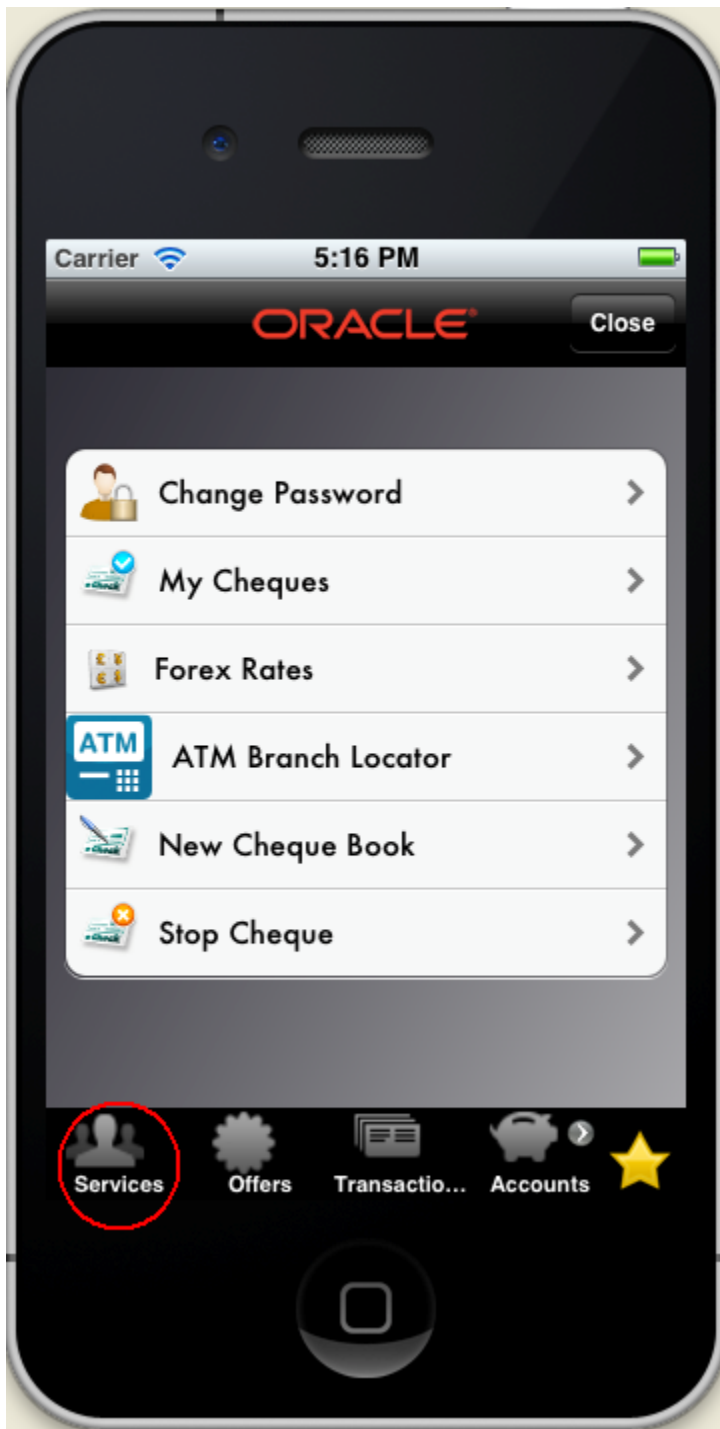 Carrier 5:16 PM
ORACLE® Close
Change Password
My Cheques
Forex Rates
ATM ATM Branch Locator
New Cheque Book
Stop Cheque
Services Offers Transactio... Accounts